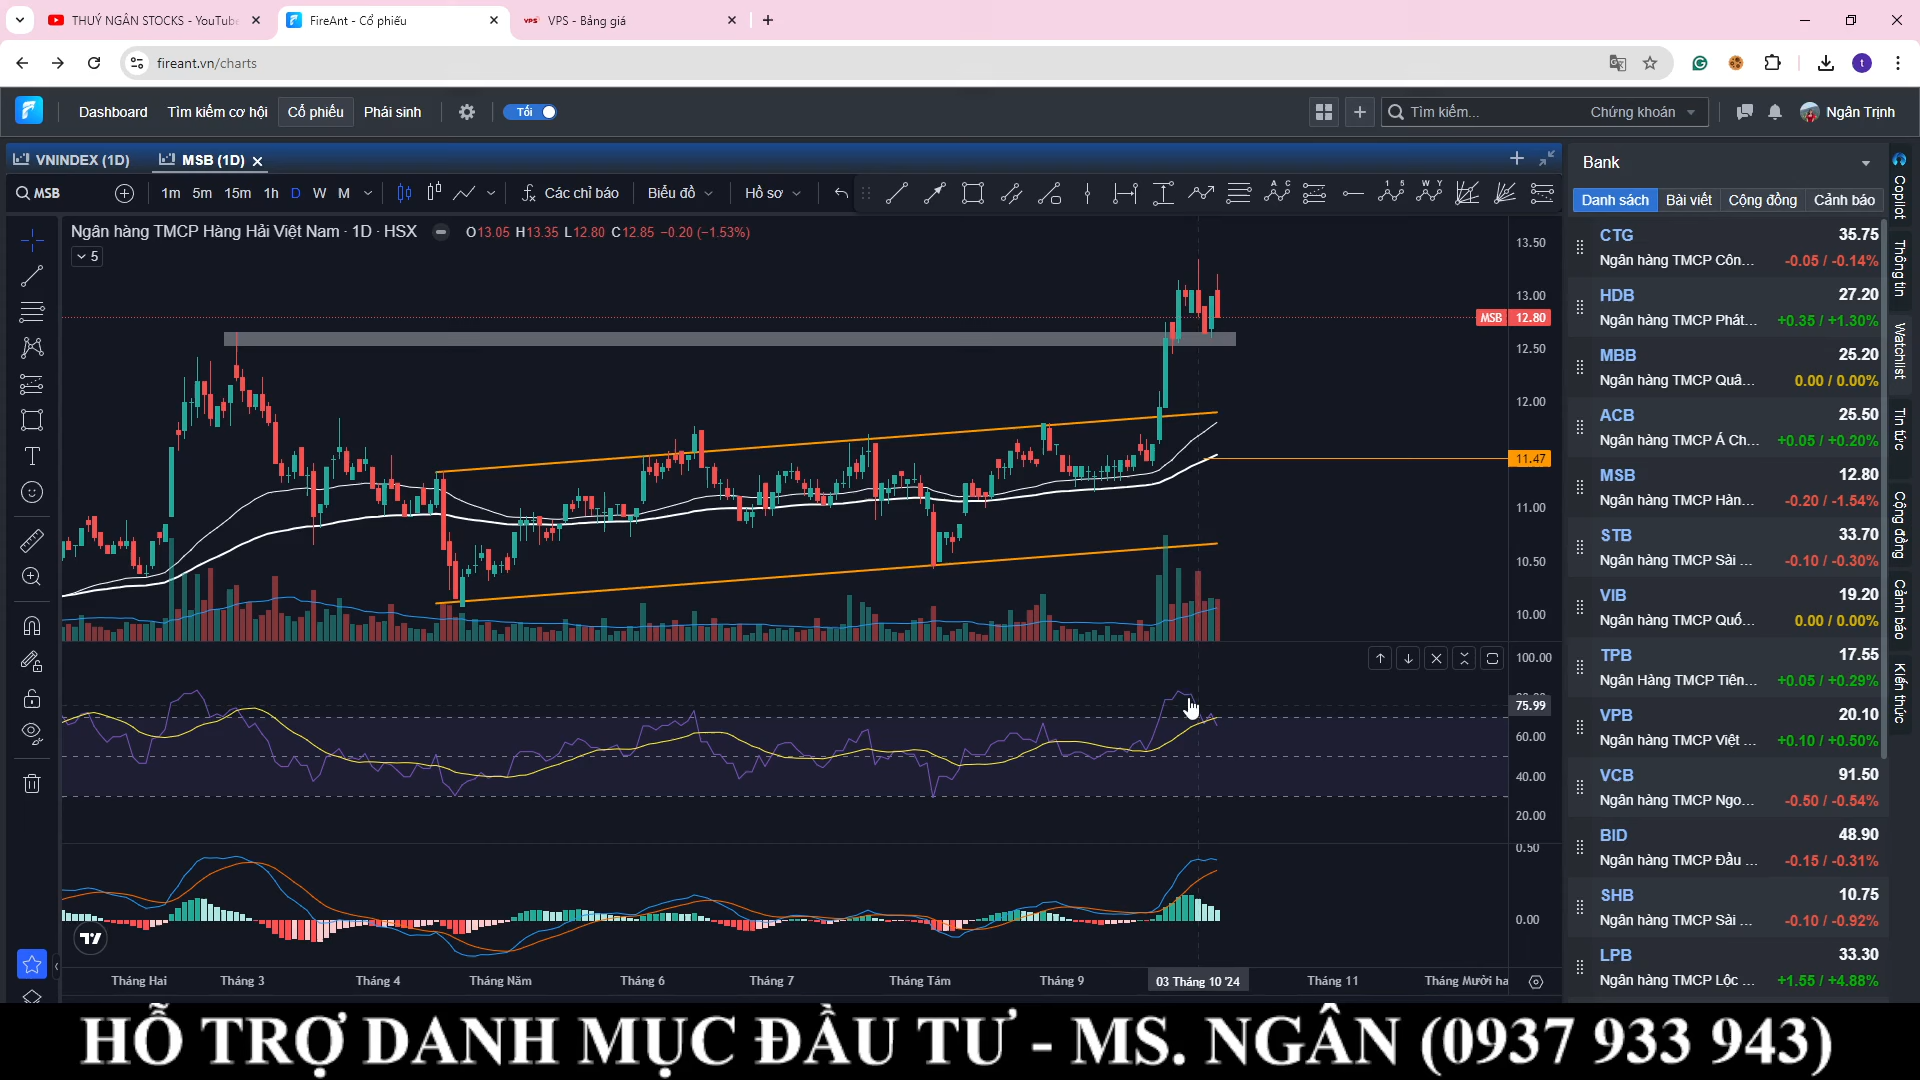 THUÝ NGÂN STOCKS - YouTube
FireAnt - Cổ phiếu
VPS - Bảng giá
fireant.vn/charts
Dashboard Tìm kiếm cơ hội Cổ phiếu Phái sinh Tối Tìm kiếm... Chứng khoán Ngân Trịnh
VNINDEX (1D) MSB (1D)
MSB 1m 5m 15m 1h D W M Các chỉ báo Biểu đồ Hồ sơ
Ngân hàng TMCP Hàng Hải Việt Nam · 1D · HSX O13.05 H13.35 L12.80 C12.85 -0.20 (-1.53%)
5
13.50
13.00
MSB 12.80
12.50
12.00
11.47
11.00
10.50
10.00
100.00
75.99
60.00
40.00
20.00
0.50
0.00
Tháng Hai Tháng 3 Tháng 4 Tháng Năm Tháng 6 Tháng 7 Tháng Tám Tháng 9 03 Tháng 10 '24 Tháng 11 Tháng Mười ha
Bank
Danh sách Bài viết Cộng đồng Cảnh báo
CTG 35.75
Ngân hàng TMCP Côn... -0.05 / -0.14%
HDB 27.20
Ngân hàng TMCP Phát... +0.35 / +1.30%
MBB 25.20
Ngân hàng TMCP Quâ... 0.00 / 0.00%
ACB 25.50
Ngân hàng TMCP Á Ch... +0.05 / +0.20%
MSB 12.80
Ngân hàng TMCP Hàn... -0.20 / -1.54%
STB 33.70
Ngân hàng TMCP Sài ... -0.10 / -0.30%
VIB 19.20
Ngân hàng TMCP Quố... 0.00 / 0.00%
TPB 17.55
Ngân Hàng TMCP Tiên... +0.05 / +0.29%
VPB 20.10
Ngân hàng TMCP Việt ... +0.10 / +0.50%
VCB 91.50
Ngân hàng TMCP Ngo... -0.50 / -0.54%
BID 48.90
Ngân hàng TMCP Đầu ... -0.15 / -0.31%
SHB 10.75
Ngân hàng TMCP Sài ... -0.10 / -0.92%
LPB 33.30
Ngân hàng TMCP Lộc ... +1.55 / +4.88%
Copilot
Thông tin
Watchlist
Tin tức
Cộng đồng
Cảnh báo
Kiến thức
HỖ TRỢ DANH MỤC ĐẦU TƯ - MS. NGÂN (0937 933 943)